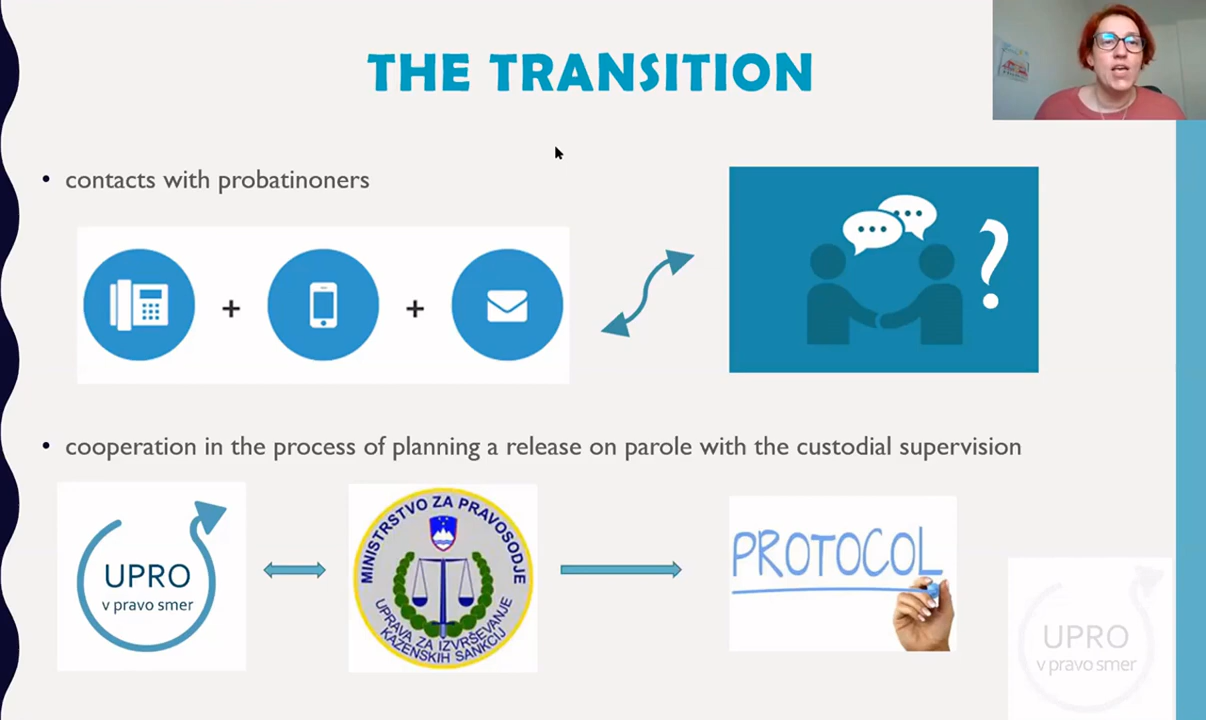 THE TRANSITION
• contacts with probatinoners
+ +
?
• cooperation in the process of planning a release on parole with the custodial supervision
UPRO
v pravo smer
MINISTRSTVO ZA PRAVOSODJE
UPRAVA ZA IZVRŠEVANJE
KAZENSKIH SANKCIJ
PROTOCOL
UPRO
v pravo smer